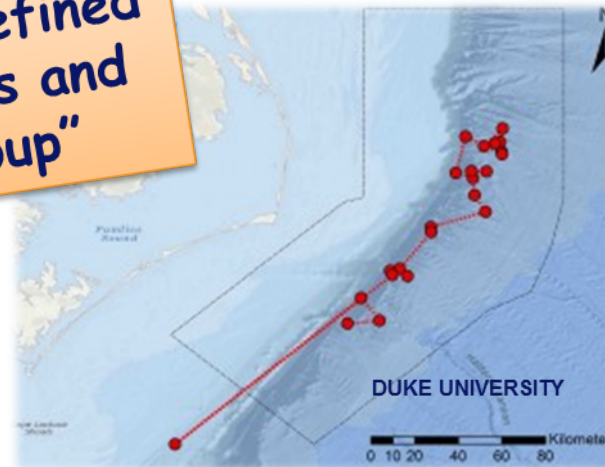 efined
s and
oup”
N
Pamlico
Sound
DUKE UNIVERSITY
Kilomete
0 10 20 40 60 80